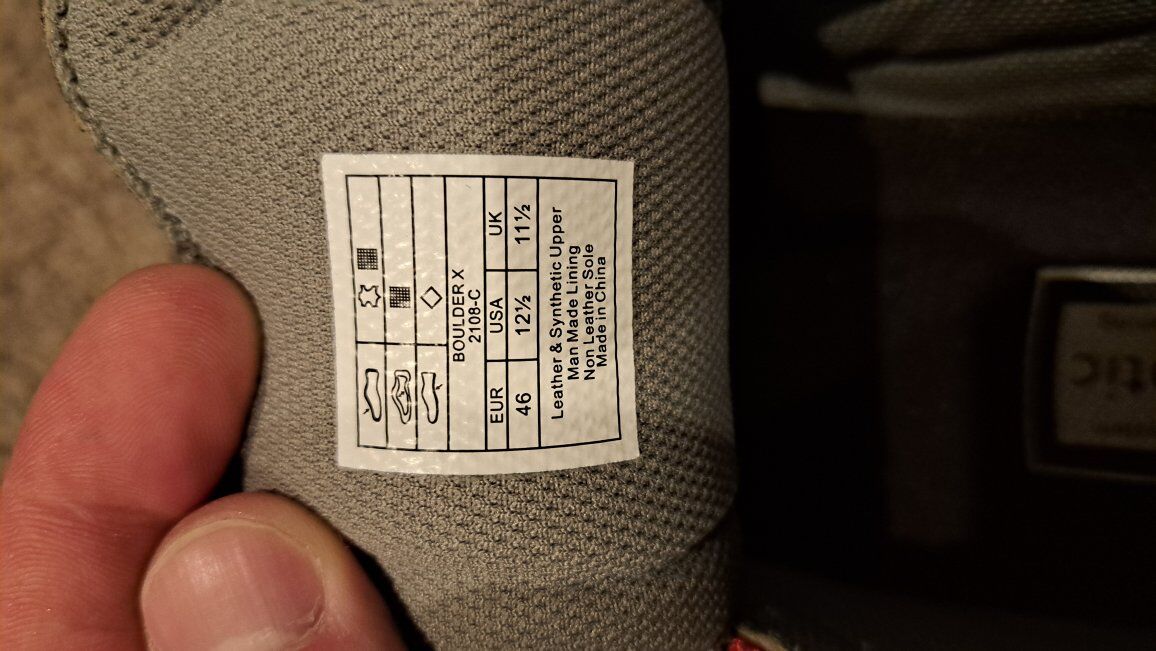 BOULDER X
2108-C
EUR USA UK
46 12½ 11½
Leather & Synthetic Upper
Man Made Lining
Non Leather Sole
Made in China